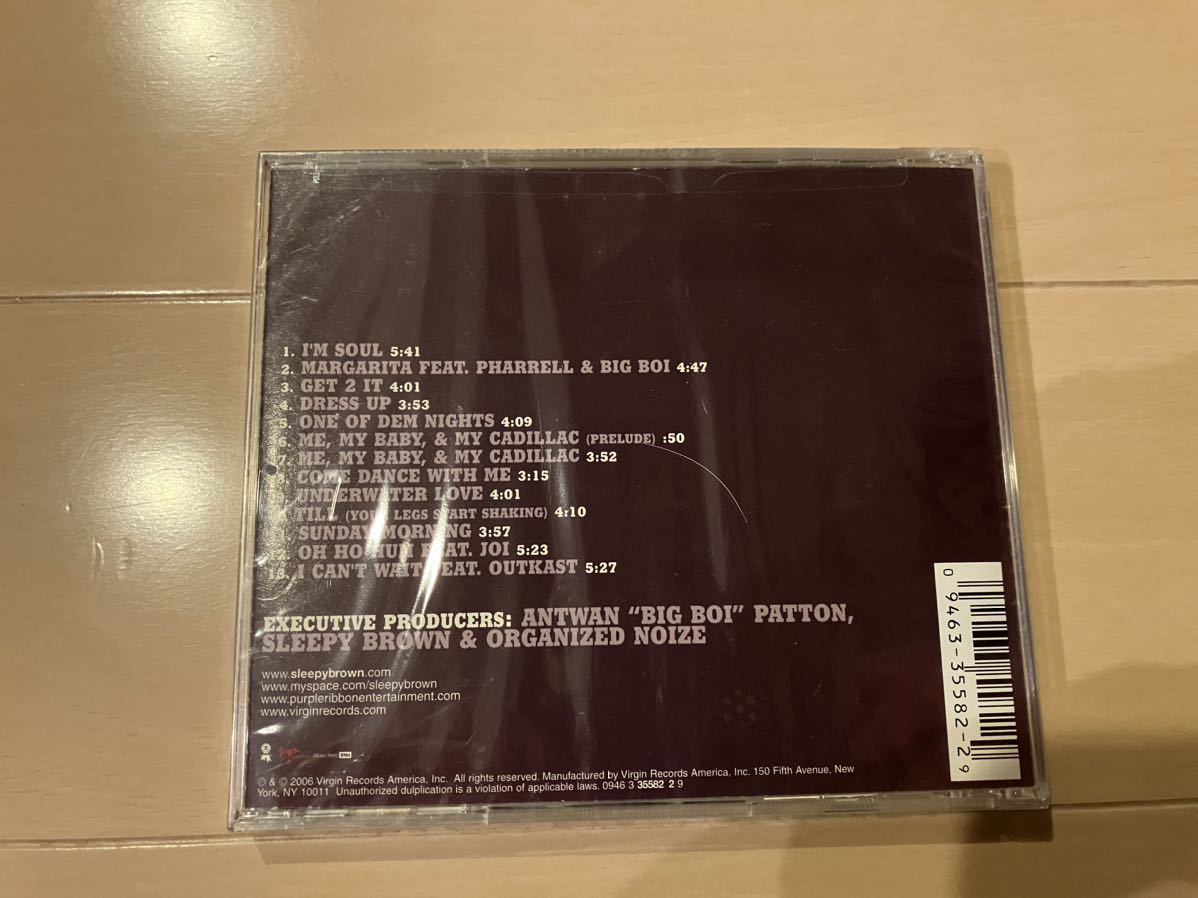 1. I'M SOUL 5:41
2. MARGARITA FEAT. PHARRELL & BIG BOI 4:47
3. GET 2 IT 4:01
4. DRESS UP 3:53
5. ONE OF DEM NIGHTS 4:09
6. ME, MY BABY, & MY CADILLAC (PRELUDE) :50
7. ME, MY BABY, & MY CADILLAC 3:52
COME DANCE WITH ME 3:15
UNDERWATER LOVE 4:01
TILL (YOUR LEGS START SHAKING) 4:10
SUNDAY MORNING 3:57
OH HO HUM FEAT. JOI 5:23
13. I CAN'T WAIT FEAT. OUTKAST 5:27
EXECUTIVE PRODUCERS: ANTWAN “BIG BOI” PATTON,
SLEEPY BROWN & ORGANIZED NOIZE
www.sleepybrown.com
www.myspace.com/sleepybrown
www.purpleribbonentertainment.com
www.virginrecords.com
Virgin Music from EMI
℗ & © 2006 Virgin Records America, Inc. All rights reserved. Manufactured by Virgin Records America, Inc. 150 Fifth Avenue, New
York, NY 10011 Unauthorized dulplication is a violation of applicable laws. 0946 3 35582 2 9
0 9463-35582-2 9